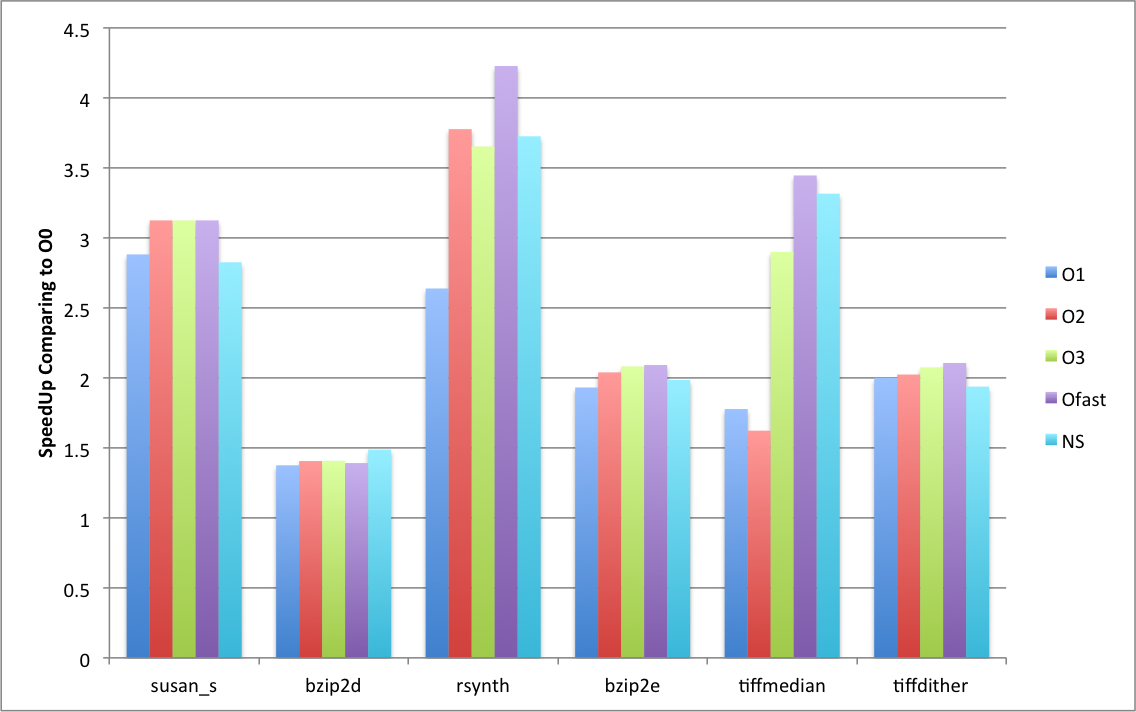 4.5
4
3.5
3
2.5
2
1.5
1
0.5
0
SpeedUp Comparing to O0
susan_s
bzip2d
rsynth
bzip2e
tiffmedian
tiffdither
O1
O2
O3
Ofast
NS